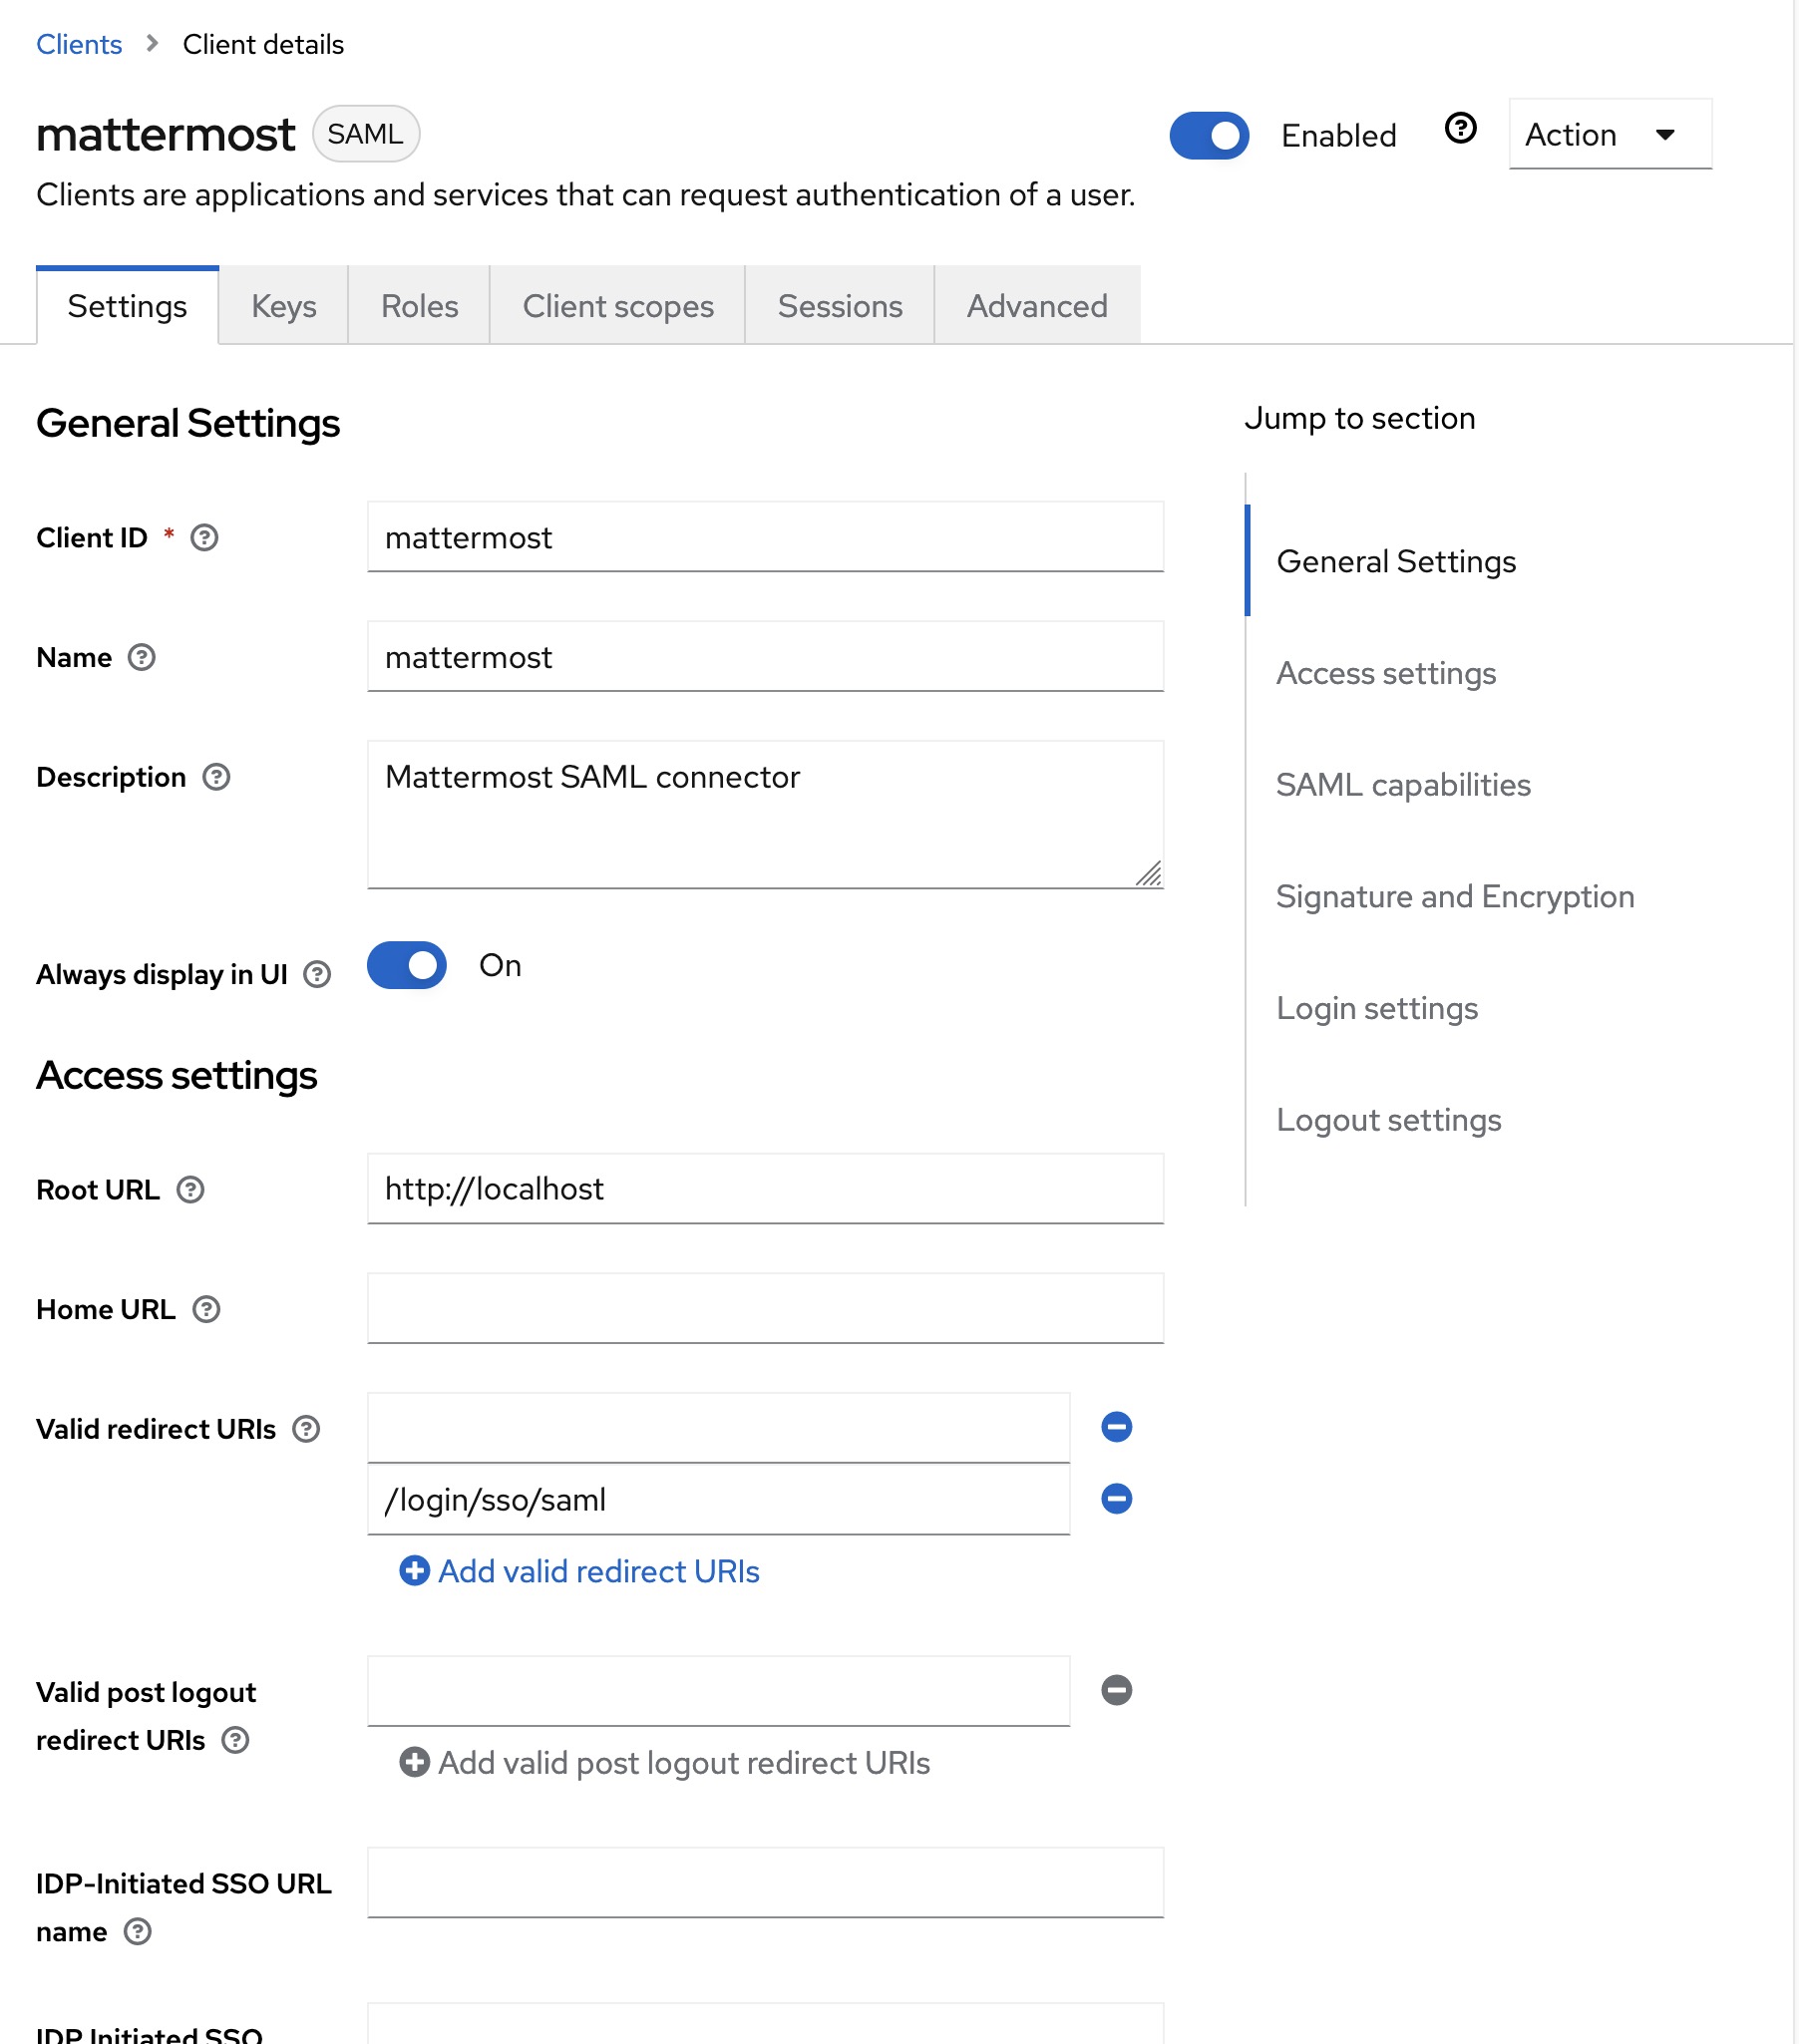 Clients > Client details
mattermost SAML Enabled Action
Clients are applications and services that can request authentication of a user.
Settings Keys Roles Client scopes Sessions Advanced
General Settings
Client ID * mattermost
Name mattermost
Description Mattermost SAML connector
Always display in UI On
Access settings
Root URL http://localhost
Home URL
Valid redirect URIs
/login/sso/saml
Add valid redirect URIs
Valid post logout
redirect URIs
Add valid post logout redirect URIs
IDP-Initiated SSO URL
name
IDP Initiated SSO
Jump to section
General Settings
Access settings
SAML capabilities
Signature and Encryption
Login settings
Logout settings